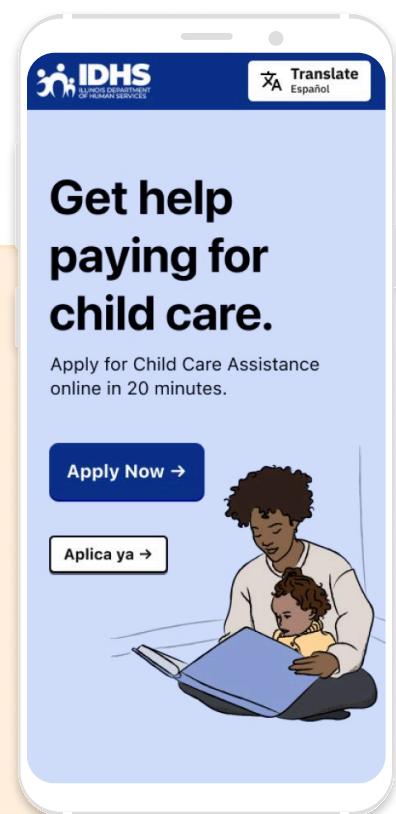 IDHS
ILLINOIS DEPARTMENT
OF HUMAN SERVICES
Translate
Español
Get help
paying for
child care.
Apply for Child Care Assistance
online in 20 minutes.
Apply Now →
Aplica ya →